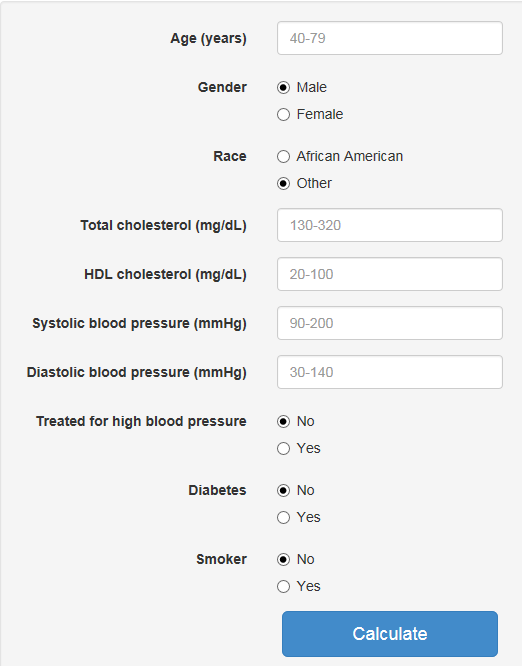 Age (years) 40-79
Gender Male
Female
Race African American
Other
Total cholesterol (mg/dL) 130-320
HDL cholesterol (mg/dL) 20-100
Systolic blood pressure (mmHg) 90-200
Diastolic blood pressure (mmHg) 30-140
Treated for high blood pressure No
Yes
Diabetes No
Yes
Smoker No
Yes
Calculate